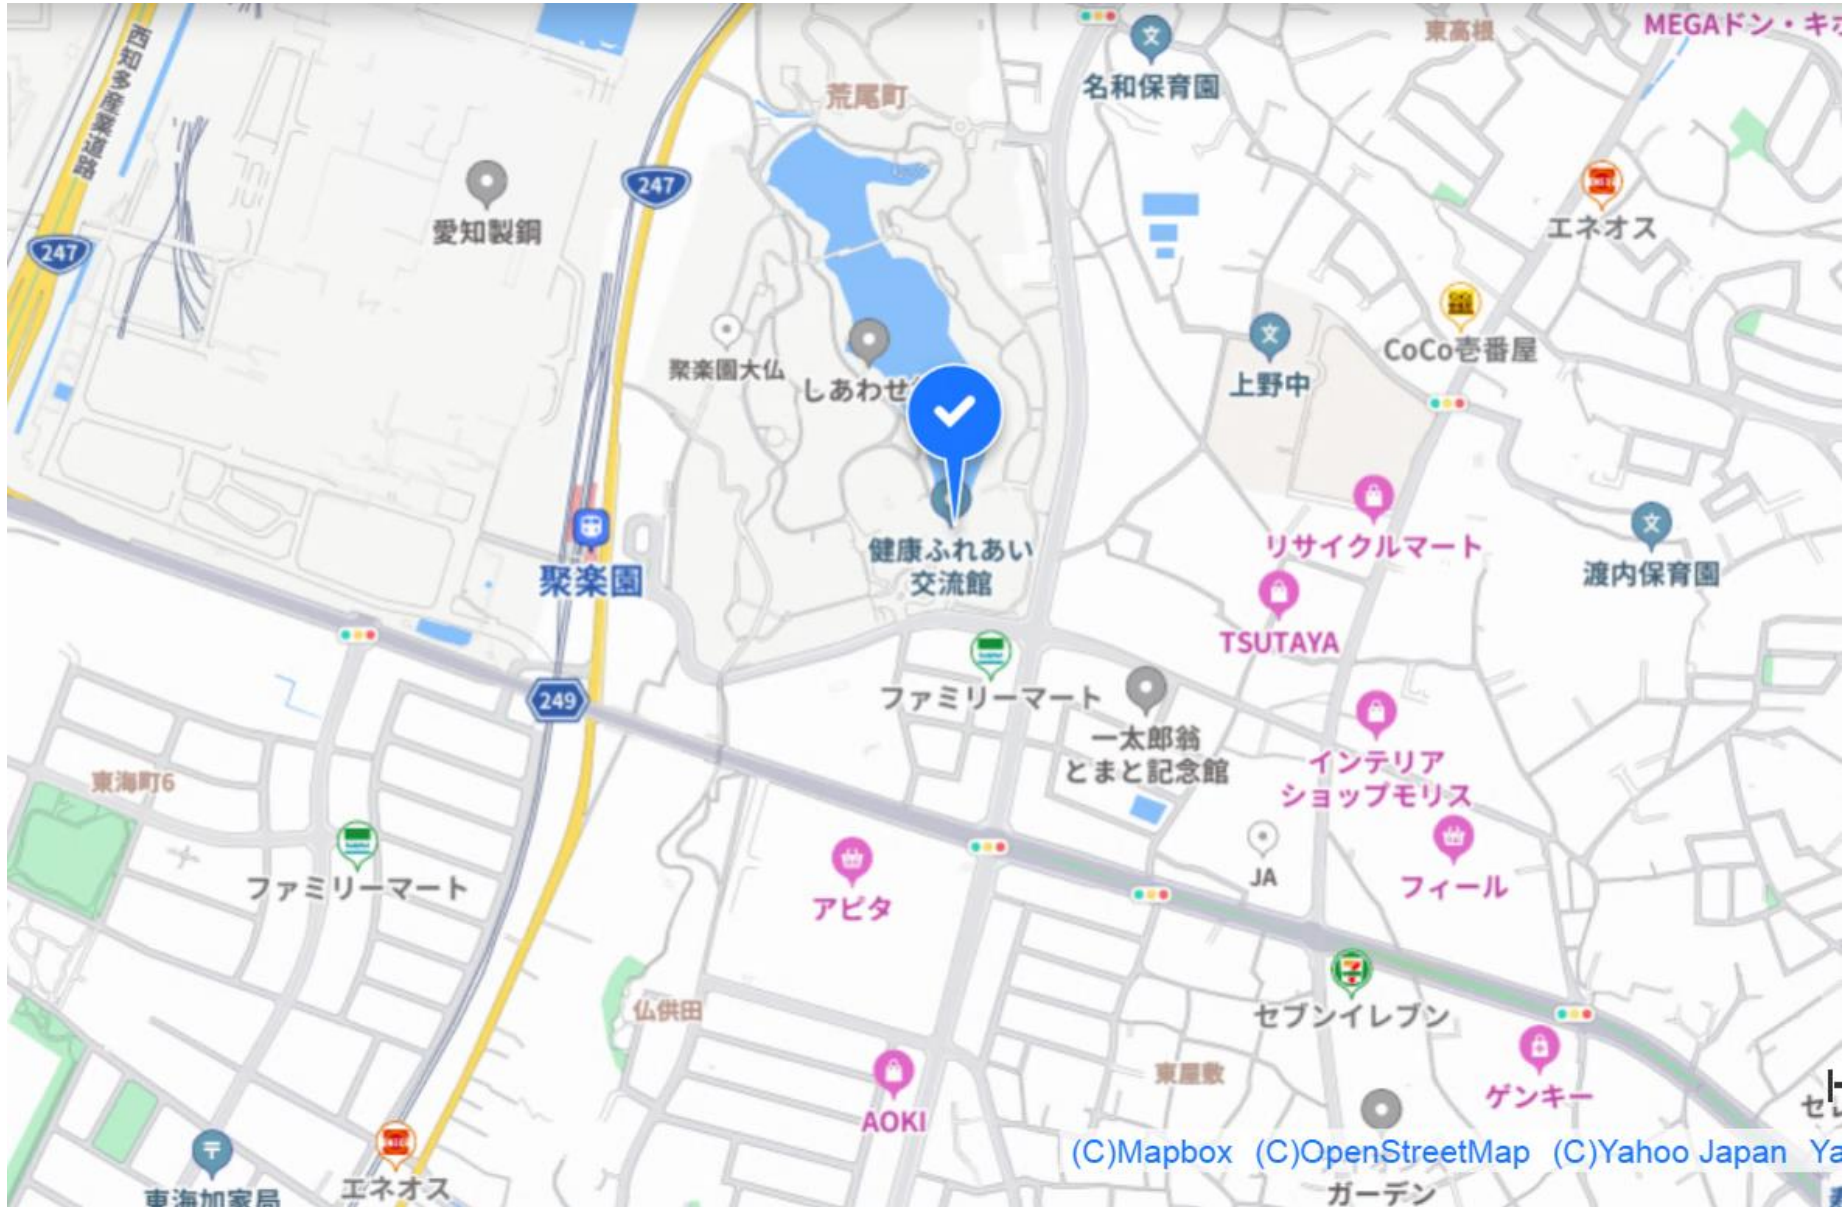 西知多産業道路
東高根
MEGAドン・キホ
名和保育園
荒尾町
247
愛知製鋼
247
エネオス
CoCo壱番屋
上野中
聚楽園大仏
しあわせ
リサイクルマート
健康ふれあい
交流館
渡内保育園
聚楽園
TSUTAYA
249
ファミリーマート
一太郎翁
とまと記念館
インテリア
ショップモリス
東海町6
ファミリーマート
アピタ
JA
フィール
仏供田
セブンイレブン
東屋敷
ゲンキー
AOKI
(C)Mapbox (C)OpenStreetMap (C)Yahoo Japan Ya
エネオス
東海加家局
ガーデン